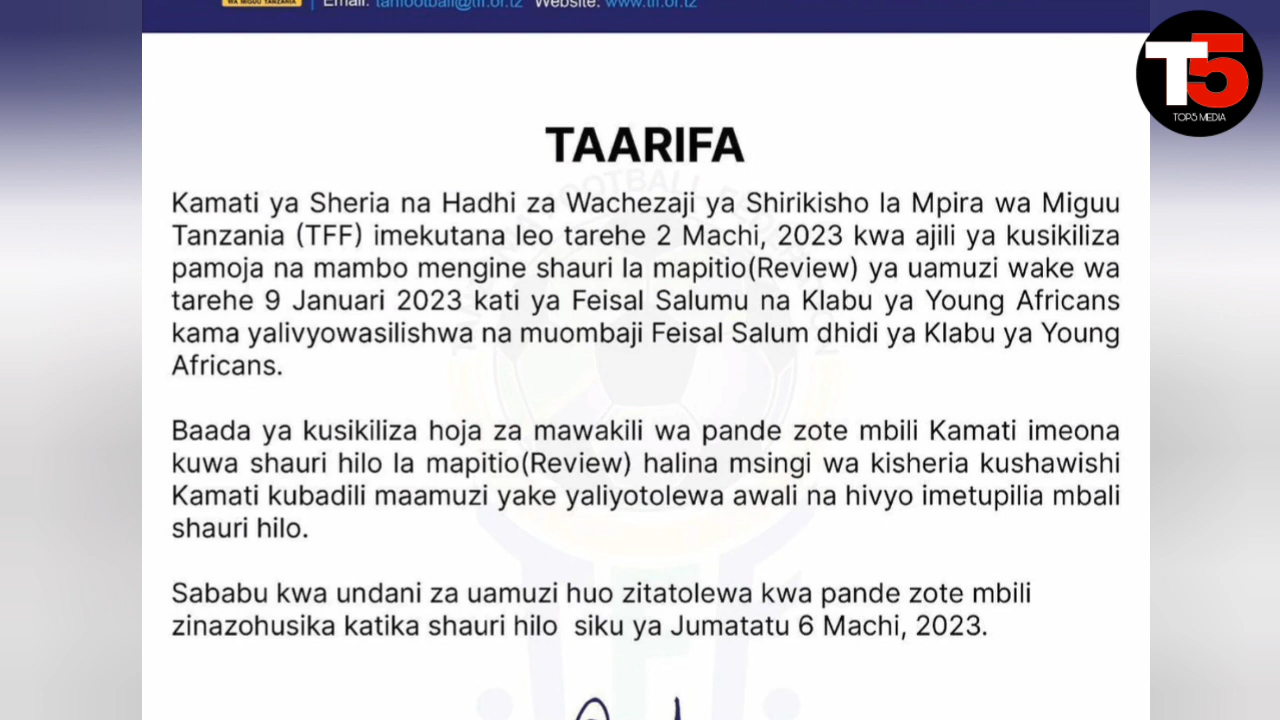 WA MIGUU TANZANIA
Email: tanfootball@tff.or.tz Website: www.tff.or.tz
T5
TOP5 MEDIA
TAARIFA
Kamati ya Sheria na Hadhi za Wachezaji ya Shirikisho la Mpira wa Miguu
Tanzania (TFF) imekutana leo tarehe 2 Machi, 2023 kwa ajili ya kusikiliza
pamoja na mambo mengine shauri la mapitio(Review) ya uamuzi wake wa
tarehe 9 Januari 2023 kati ya Feisal Salumu na Klabu ya Young Africans
kama yalivyowasilishwa na muombaji Feisal Salum dhidi ya Klabu ya Young
Africans.
Baada ya kusikiliza hoja za mawakili wa pande zote mbili Kamati imeona
kuwa shauri hilo la mapitio(Review) halina msingi wa kisheria kushawishi
Kamati kubadili maamuzi yake yaliyotolewa awali na hivyo imetupilia mbali
shauri hilo.
Sababu kwa undani za uamuzi huo zitatolewa kwa pande zote mbili
zinazohusika katika shauri hilo siku ya Jumatatu 6 Machi, 2023.